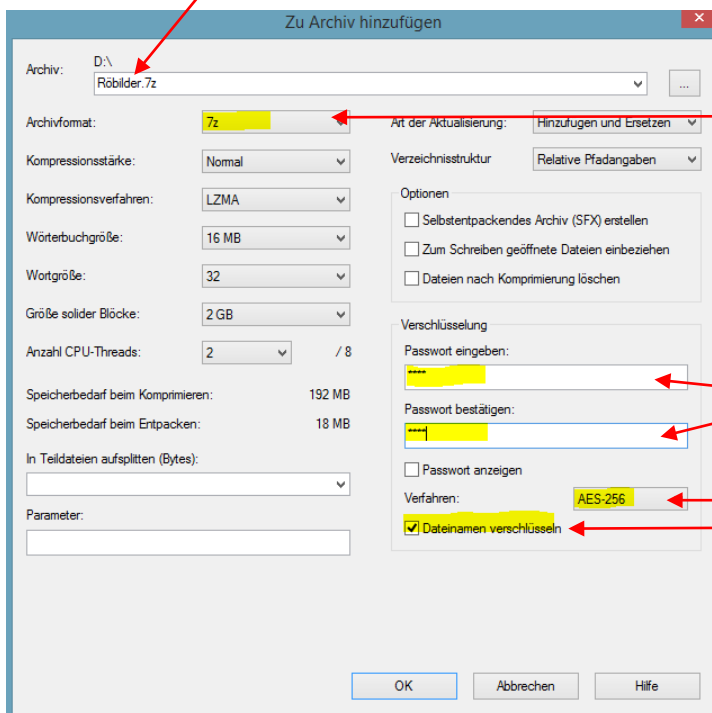 Zu Archiv hinzufügen
Archiv:
D:\
Röbilder.7z
...
Archivformat:
7z
Kompressionsstärke:
Normal
Kompressionsverfahren:
LZMA
Wörterbuchgröße:
16 MB
Wortgröße:
32
Größe solider Blöcke:
2 GB
Anzahl CPU-Threads:
2
/ 8
Speicherbedarf beim Komprimieren:
192 MB
Speicherbedarf beim Entpacken:
18 MB
In Teildateien aufsplitten (Bytes):
Parameter:
Art der Aktualisierung:
Hinzufügen und Ersetzen
Verzeichnisstruktur
Relative Pfadangaben
Optionen
Selbstentpackendes Archiv (SFX) erstellen
Zum Schreiben geöffnete Dateien einbeziehen
Dateien nach Komprimierung löschen
Verschlüsselung
Passwort eingeben:
****
Passwort bestätigen:
****
Passwort anzeigen
Verfahren:
AES-256
Dateinamen verschlüsseln
OK
Abbrechen
Hilfe